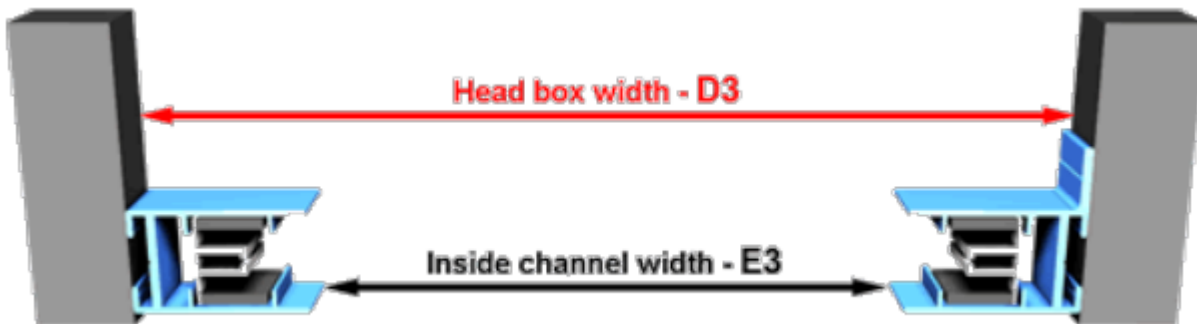 Head box width - D3
Inside channel width - E3